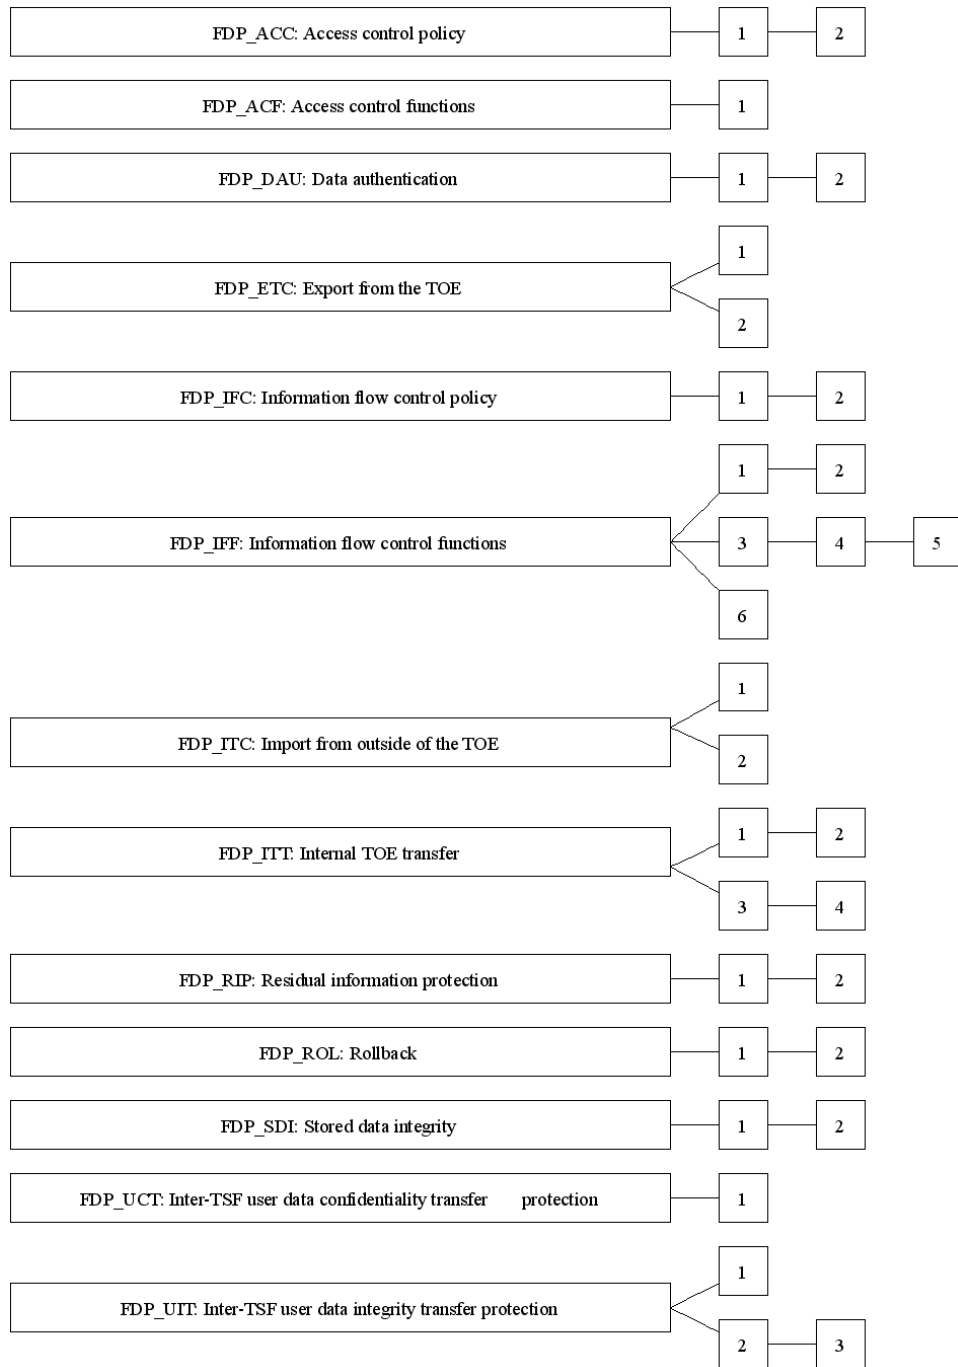 FDP_ACC: Access control policy 1 2
FDP_ACF: Access control functions 1
FDP_DAU: Data authentication 1 2
1
FDP_ETC: Export from the TOE
2
FDP_IFC: Information flow control policy 1 2
1 2
FDP_IFF: Information flow control functions 3 4 5
6
1
FDP_ITC: Import from outside of the TOE
2
1 2
FDP_ITT: Internal TOE transfer
3 4
FDP_RIP: Residual information protection 1 2
FDP_ROL: Rollback 1 2
FDP_SDI: Stored data integrity 1 2
FDP_UCT: Inter-TSF user data confidentiality transfer protection 1
1
FDP_UIT: Inter-TSF user data integrity transfer protection
2 3